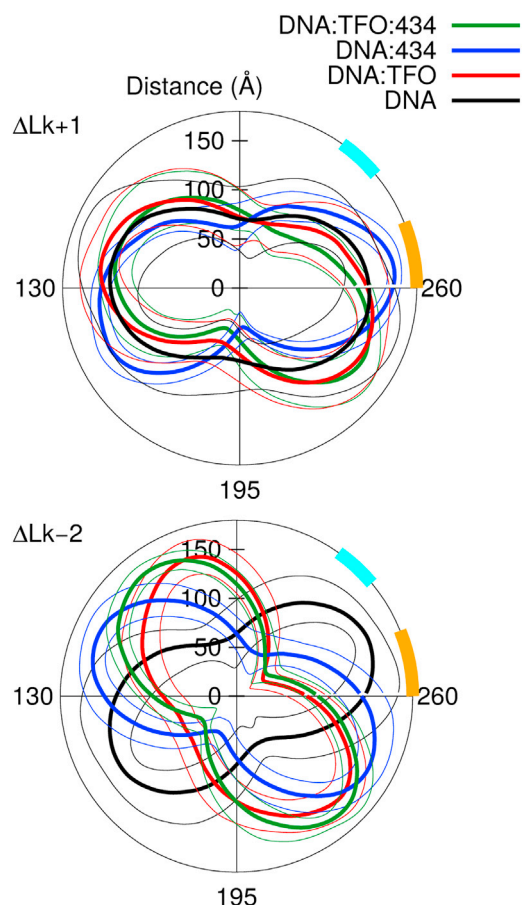 DNA:TFO:434
DNA:434
DNA:TFO
DNA
Distance (Å)
ΔLk+1
150
100
50
0
130
260
195
ΔLk−2
150
100
50
0
130
260
195